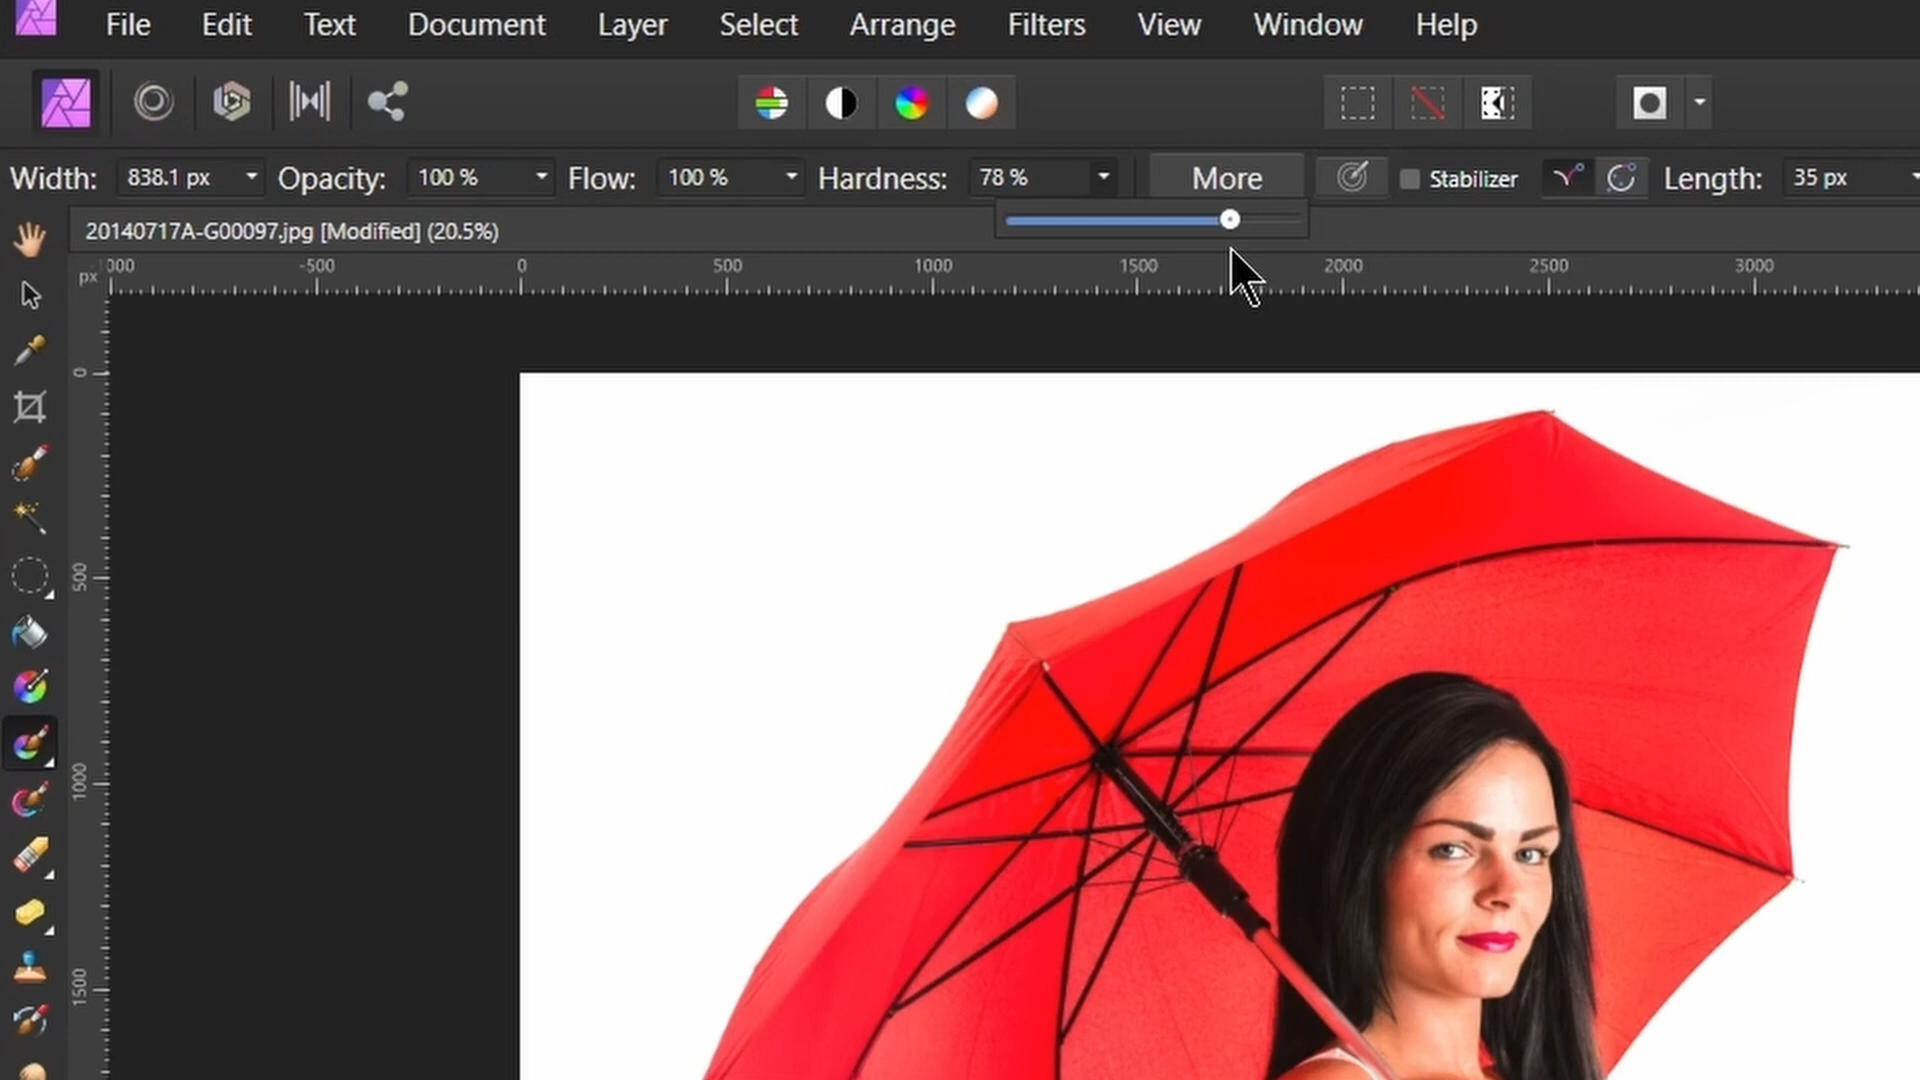 File Edit Text Document Layer Select Arrange Filters View Window Help
Width: 838.1 px Opacity: 100 % Flow: 100 % Hardness: 78 % More Stabilizer Length: 35 px
20140717A-G00097.jpg [Modified] (20.5%)
px 000 -500 0 500 1000 1500 2000 2500 3000
0
500
1000
1500